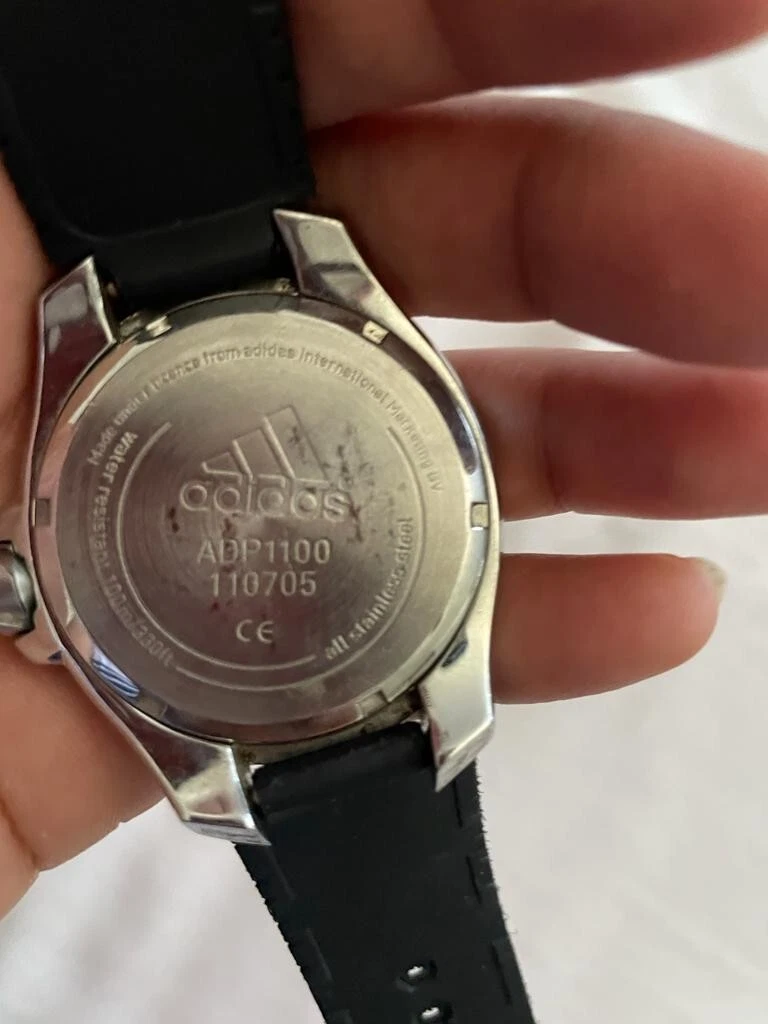 Made under licence from adidas International Marketing BV
adidas
ADP1100
110705
CE
water resistant 100m/330ft
all stainless steel